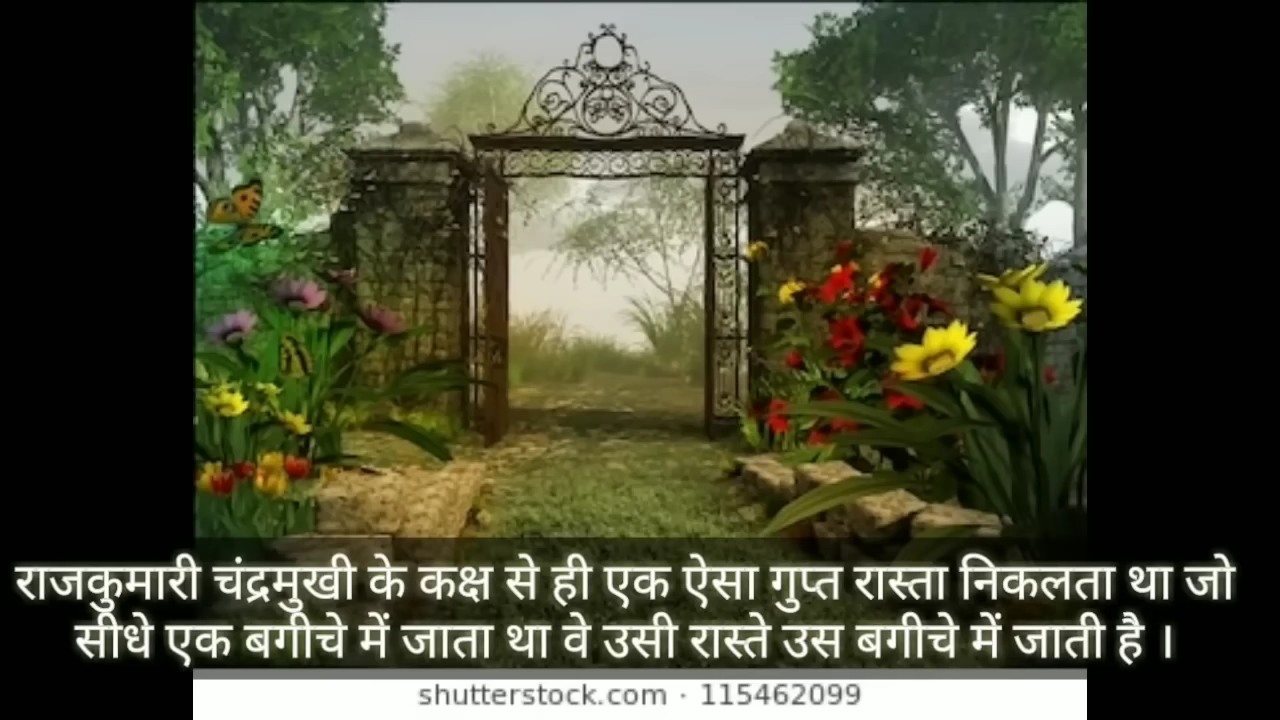 राजकुमारी चंद्रमुखी के कक्ष से ही एक ऐसा गुप्त रास्ता निकलता था जो
सीधे एक बगीचे में जाता था वे उसी रास्ते उस बगीचे में जाती है ।
shutterstock.com · 115462099